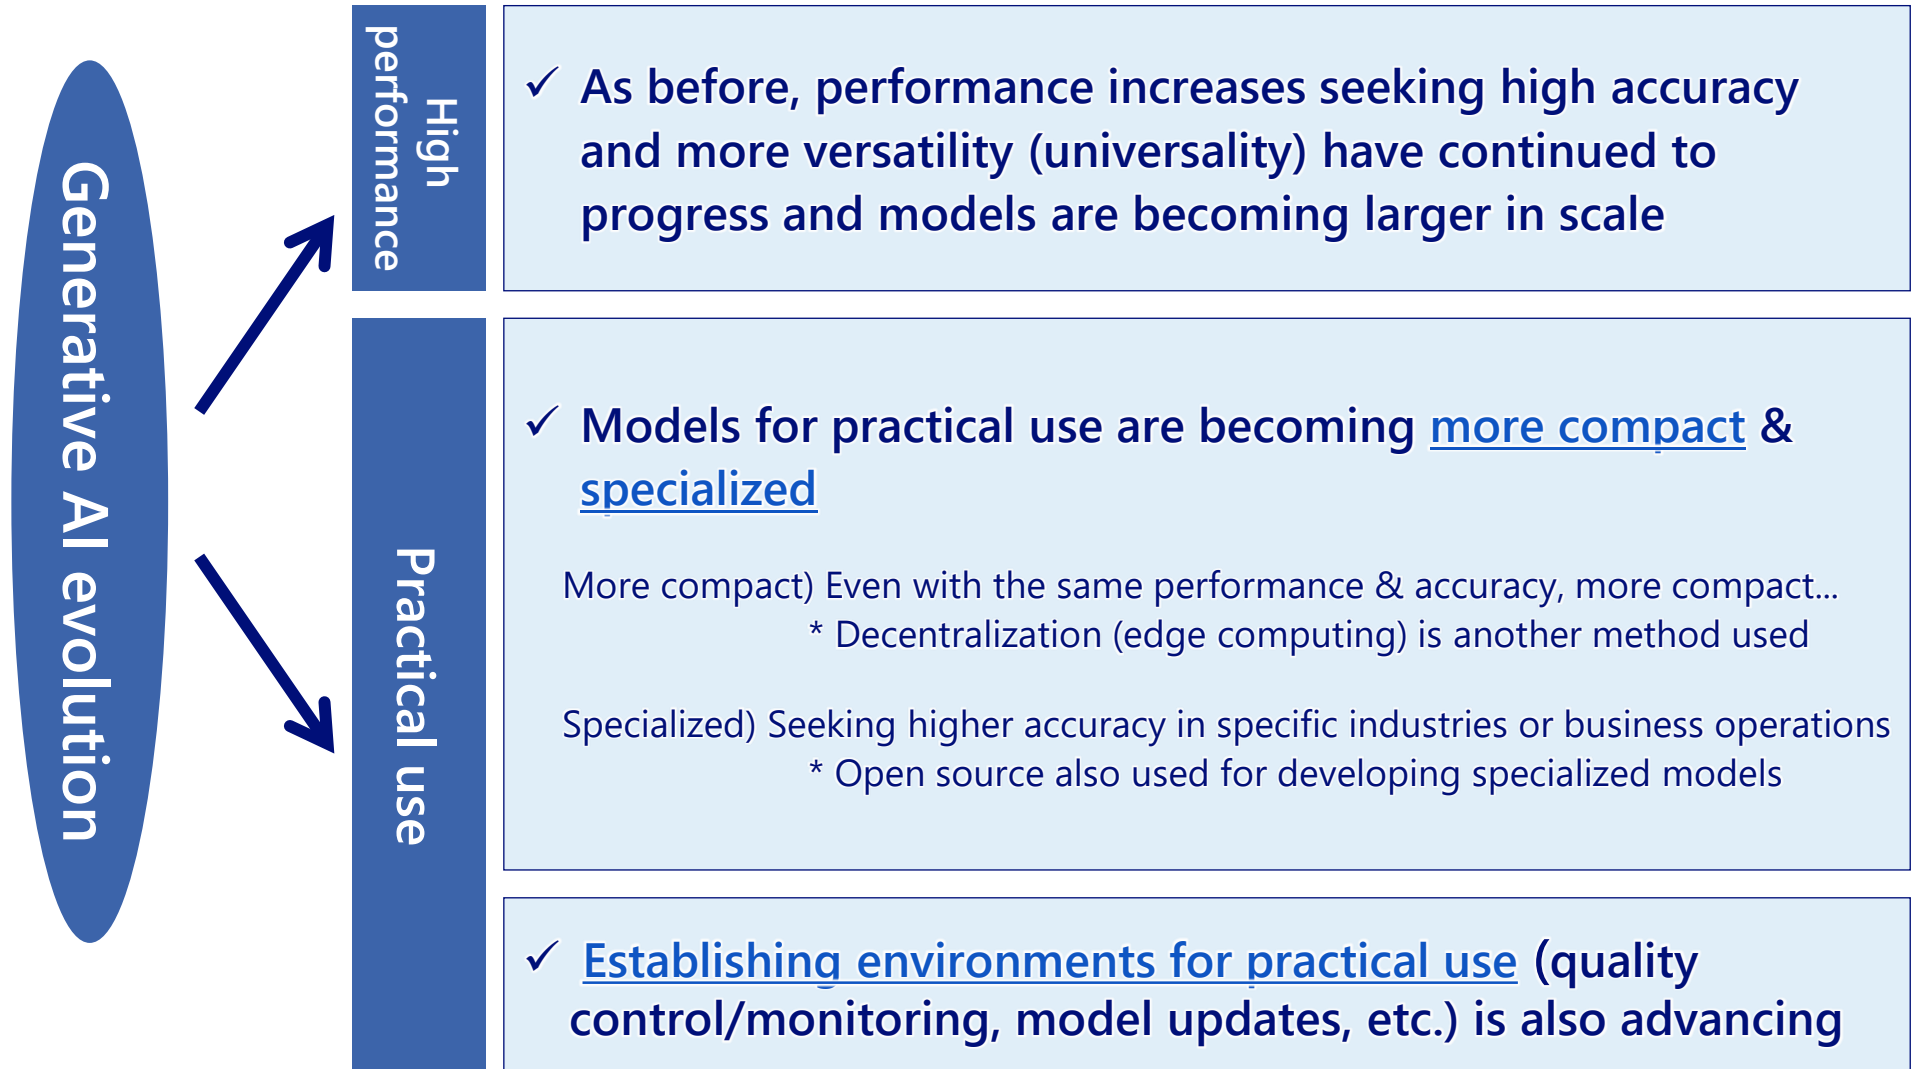 Generative AI evolution
High
performance
✓ As before, performance increases seeking high accuracy
and more versatility (universality) have continued to
progress and models are becoming larger in scale
Practical use
✓ Models for practical use are becoming more compact &
specialized
More compact) Even with the same performance & accuracy, more compact...
* Decentralization (edge computing) is another method used
Specialized) Seeking higher accuracy in specific industries or business operations
* Open source also used for developing specialized models
✓ Establishing environments for practical use (quality
control/monitoring, model updates, etc.) is also advancing